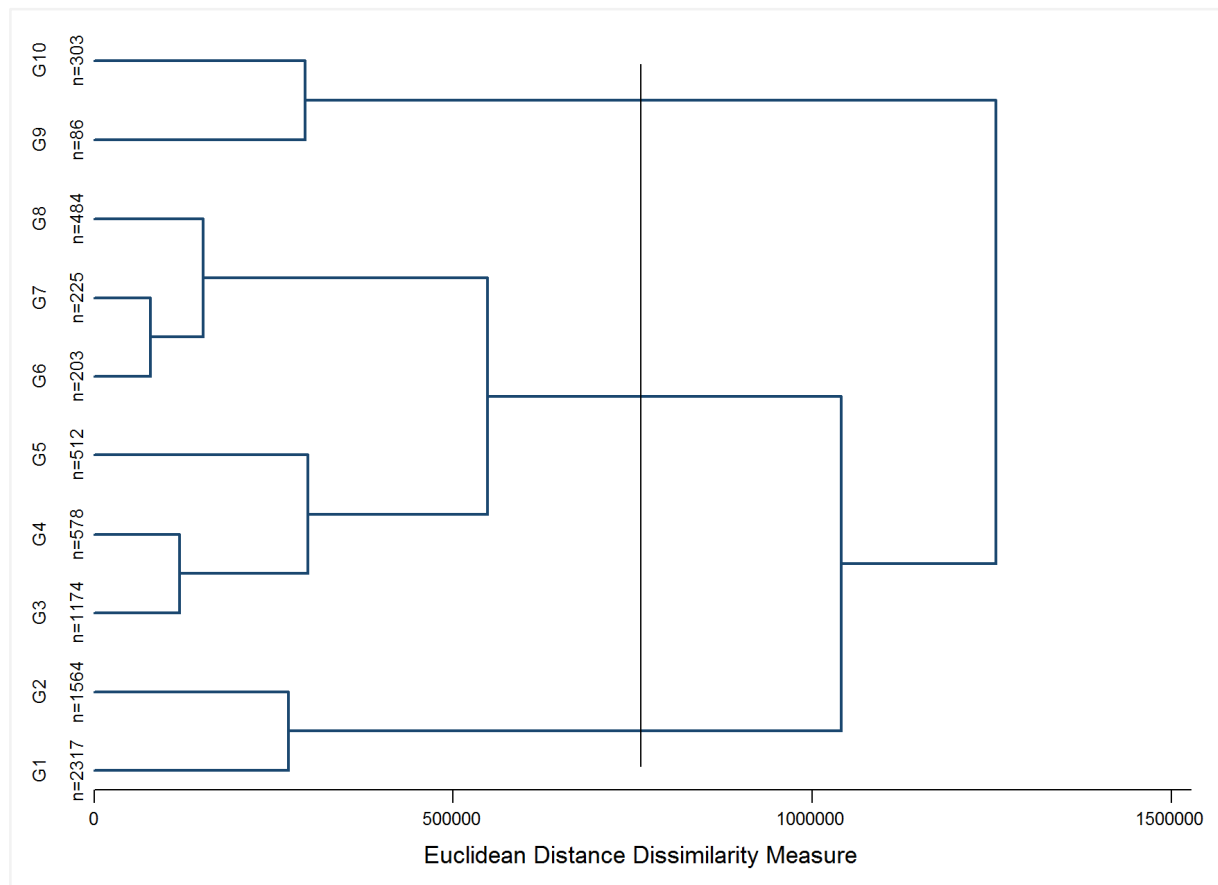 G10 n=303
G9 n=86
G8 n=484
G7 n=225
G6 n=203
G5 n=512
G4 n=578
G3 n=1174
G2 n=1564
G1 n=2317
0 500000 1000000 1500000
Euclidean Distance Dissimilarity Measure